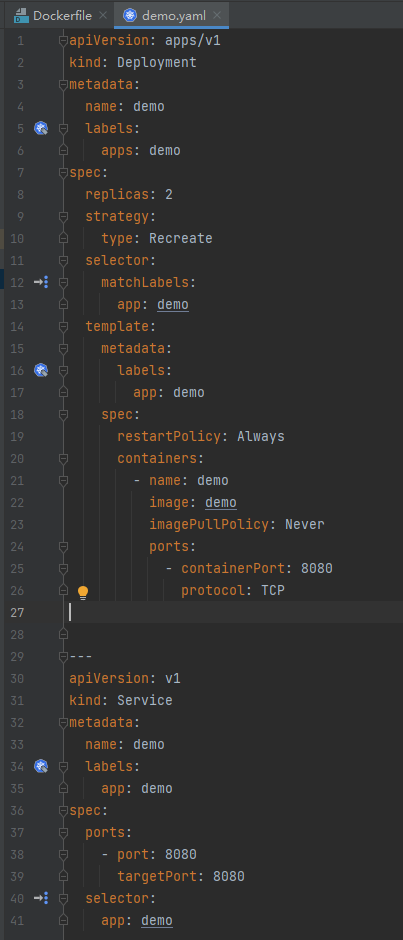 Dockerfile demo.yaml
1 apiVersion: apps/v1
2 kind: Deployment
3 metadata:
4   name: demo
5   labels:
6     apps: demo
7 spec:
8   replicas: 2
9   strategy:
10     type: Recreate
11   selector:
12     matchLabels:
13       app: demo
14   template:
15     metadata:
16       labels:
17         app: demo
18     spec:
19       restartPolicy: Always
20       containers:
21         - name: demo
22           image: demo
23           imagePullPolicy: Never
24           ports:
25             - containerPort: 8080
26               protocol: TCP
27
28
29 ---
30 apiVersion: v1
31 kind: Service
32 metadata:
33   name: demo
34   labels:
35     app: demo
36 spec:
37   ports:
38     - port: 8080
39       targetPort: 8080
40   selector:
41     app: demo